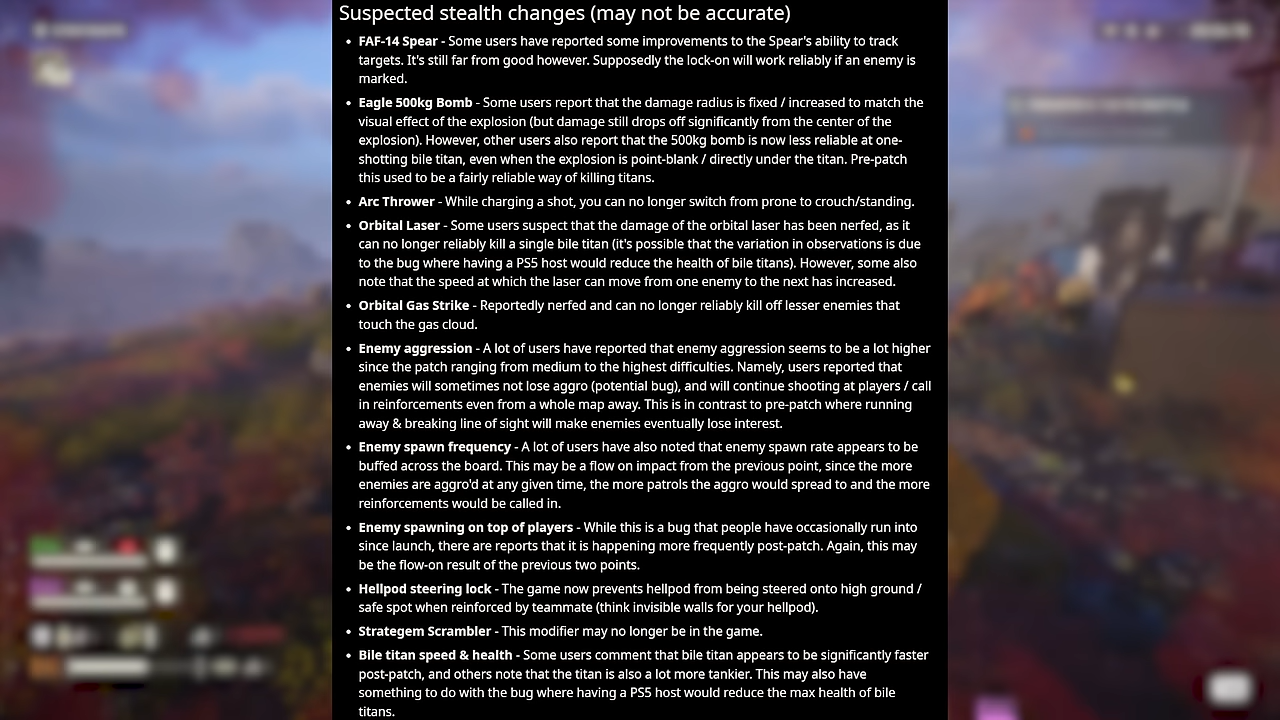 Suspected stealth changes (may not be accurate)
• FAF-14 Spear - Some users have reported some improvements to the Spear's ability to track
targets. It's still far from good however. Supposedly the lock-on will work reliably if an enemy is
marked.
• Eagle 500kg Bomb - Some users report that the damage radius is fixed / increased to match the
visual effect of the explosion (but damage still drops off significantly from the center of the
explosion). However, other users also report that the 500kg bomb is now less reliable at one-
shotting bile titan, even when the explosion is point-blank / directly under the titan. Pre-patch
this used to be a fairly reliable way of killing titans.
• Arc Thrower - While charging a shot, you can no longer switch from prone to crouch/standing.
• Orbital Laser - Some users suspect that the damage of the orbital laser has been nerfed, as it
can no longer reliably kill a single bile titan (it's possible that the variation in observations is due
to the bug where having a PS5 host would reduce the health of bile titans). However, some also
note that the speed at which the laser can move from one enemy to the next has increased.
• Orbital Gas Strike - Reportedly nerfed and can no longer reliably kill off lesser enemies that
touch the gas cloud.
• Enemy aggression - A lot of users have reported that enemy aggression seems to be a lot higher
since the patch ranging from medium to the highest difficulties. Namely, users reported that
enemies will sometimes not lose aggro (potential bug), and will continue shooting at players / call
in reinforcements even from a whole map away. This is in contrast to pre-patch where running
away & breaking line of sight will make enemies eventually lose interest.
• Enemy spawn frequency - A lot of users have also noted that enemy spawn rate appears to be
buffed across the board. This may be a flow on impact from the previous point, since the more
enemies are aggro'd at any given time, the more patrols the aggro would spread to and the more
reinforcements would be called in.
• Enemy spawning on top of players - While this is a bug that people have occasionally run into
since launch, there are reports that it is happening more frequently post-patch. Again, this may
be the flow-on result of the previous two points.
• Hellpod steering lock - The game now prevents hellpod from being steered onto high ground /
safe spot when reinforced by teammate (think invisible walls for your hellpod).
• Strategem Scrambler - This modifier may no longer be in the game.
• Bile titan speed & health - Some users comment that bile titan appears to be significantly faster
post-patch, and others note that the titan is also a lot more tankier. This may also have
something to do with the bug where having a PS5 host would reduce the max health of bile
titans.